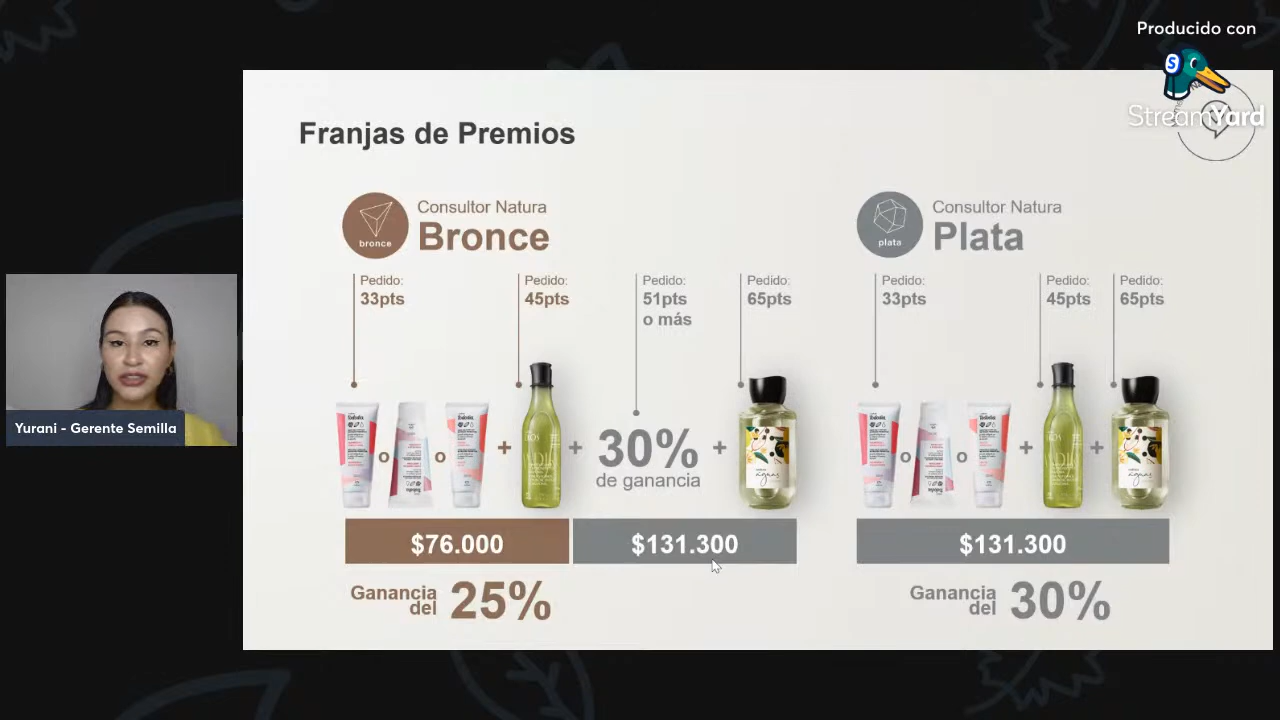 Producido con
StreamYard
Franjas de Premios
bronce
Consultor Natura
Bronce
Pedido:
33pts
Pedido:
45pts
Pedido:
51pts
o más
Pedido:
65pts
o
o
+
+
30%
de ganancia
+
$76.000
$131.300
Ganancia
del
25%
plata
Consultor Natura
Plata
Pedido:
33pts
Pedido:
45pts
Pedido:
65pts
o
o
+
+
águas
$131.300
Ganancia
del
30%
Yurani - Gerente Semilla